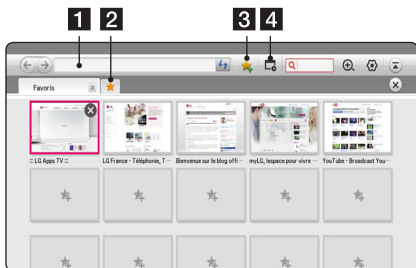 1 2 3 4
Favoris
:: LG Apps TV :: LG France - Téléphonie, T··· Bienvenue sur le blog offi··· myLG, lespace pour vivre ··· YouTube - Broadcast You···